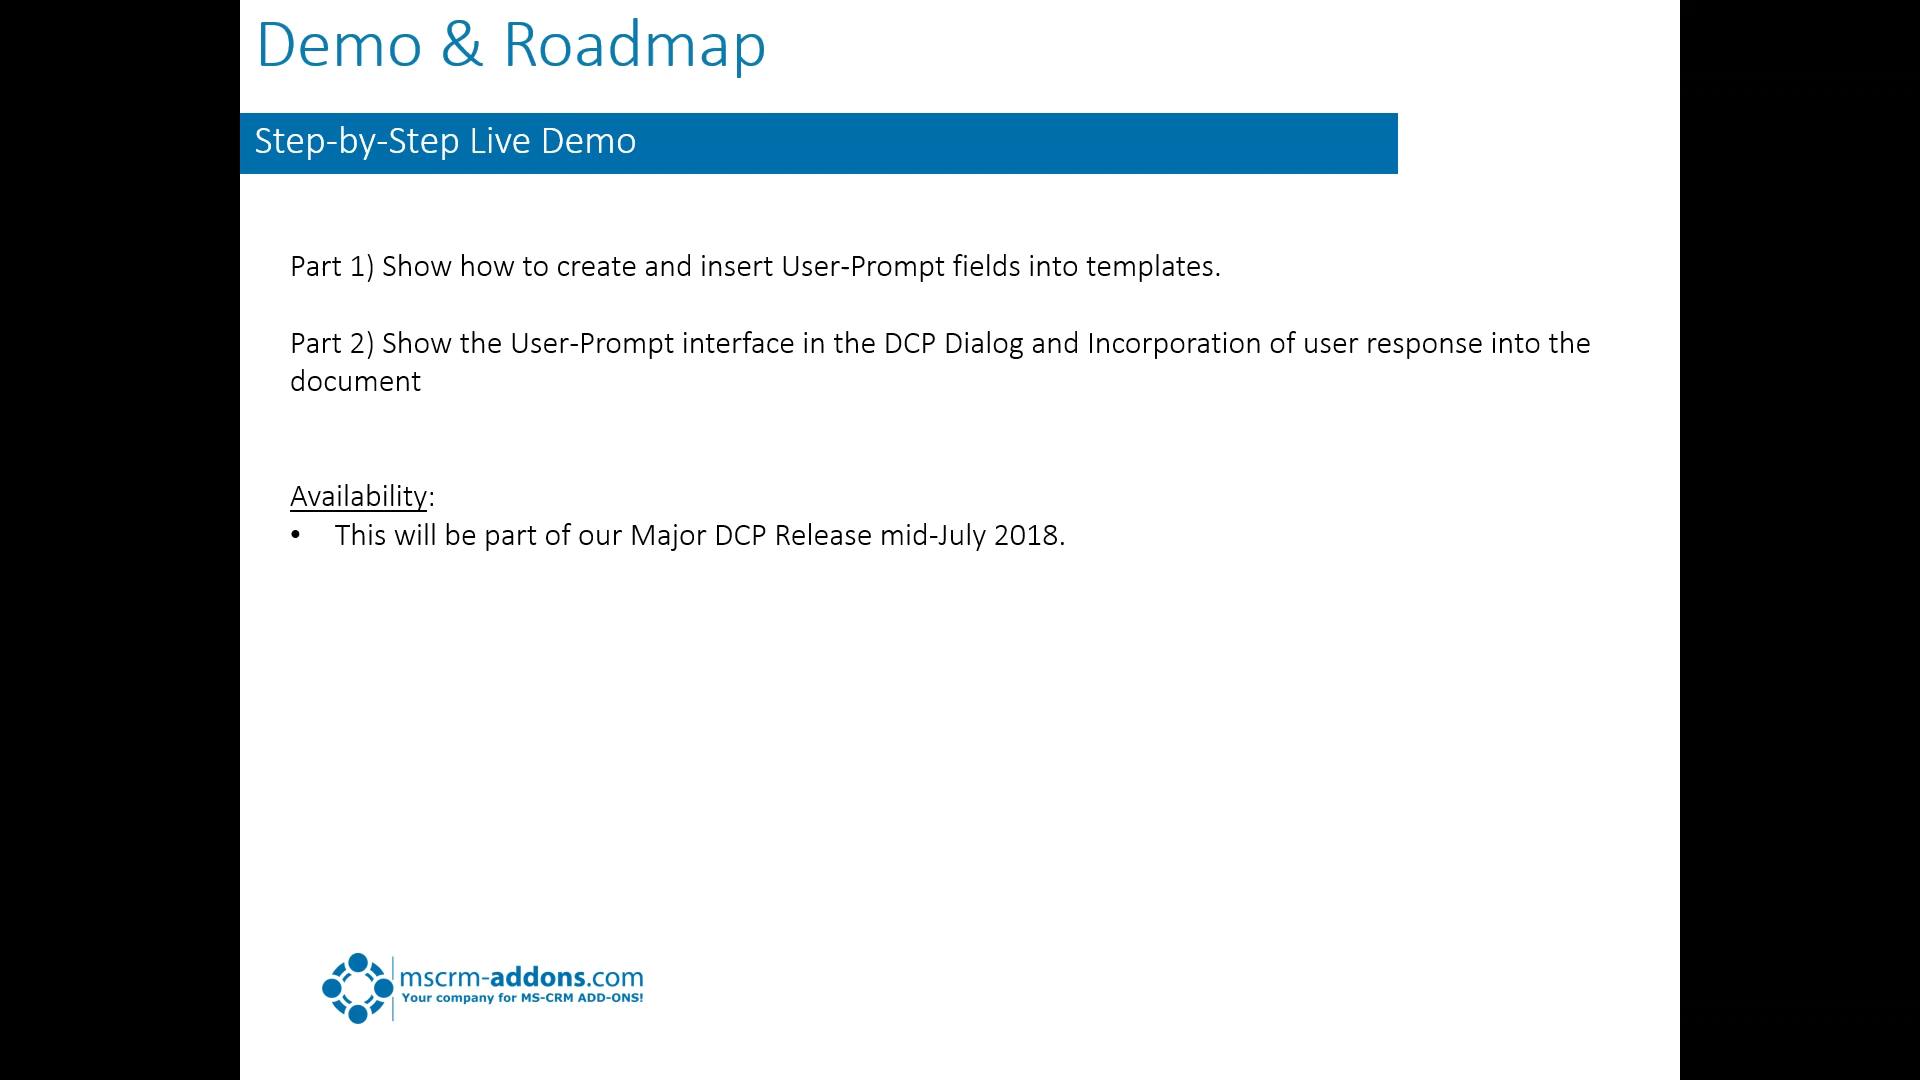 Demo & Roadmap
Step-by-Step Live Demo
Part 1) Show how to create and insert User-Prompt fields into templates.
Part 2) Show the User-Prompt interface in the DCP Dialog and Incorporation of user response into the
document
Availability:
• This will be part of our Major DCP Release mid-July 2018.
mscrm-addons.com
Your company for MS-CRM ADD-ONS!